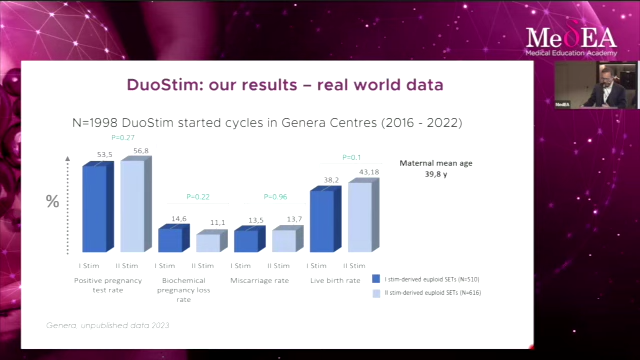 MedEA
Medical Education Academy
DuoStim: our results – real world data
N=1998 DuoStim started cycles in Genera Centres (2016 - 2022)
P=0.27
53,5
56,8
P=0.22
14,6
11,1
P=0.96
13,5
13,7
P=0.1
38,2
43,18
%
Maternal mean age
39,8 y
I Stim II Stim I Stim II Stim I Stim II Stim I Stim II Stim
Positive pregnancy
test rate
Biochemical
pregnancy loss
rate
Miscarriage rate
Live birth rate
I stim-derived euploid SETs (N=510)
II stim-derived euploid SETs (N=616)
Genera, unpublished data 2023
MedEA